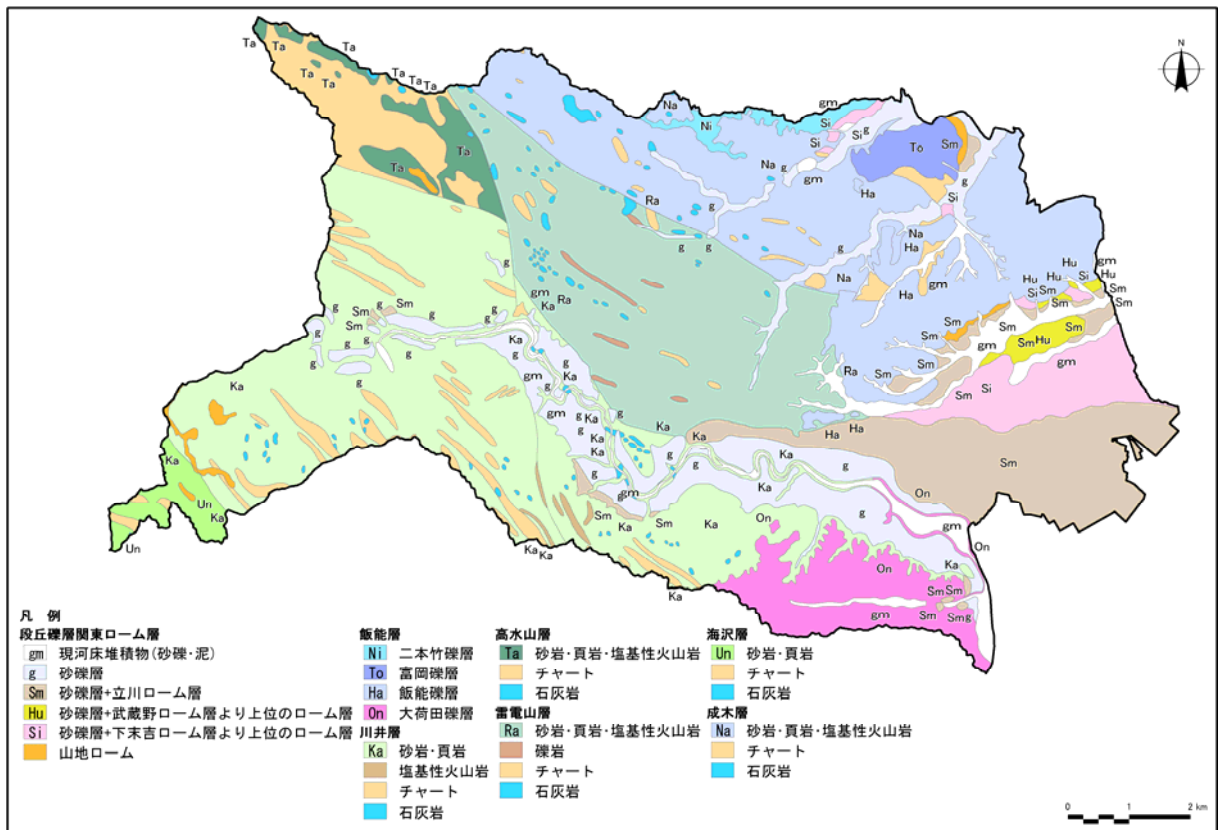 N
Ta
Ta
Ta
Ta
Ta
Ta
Ta
Ta
Ta
Ta
Na
gm
Ni
Si
Si
g
Si
To
Sm
Na
g
gm
Ha
g
Ra
g
Si
g
g
g
Na
Ha
Na
gm
Ha
Hu
gm
Hu
Si
Hu
Hu
Si
Sm
Sm
Sm
Sm
gm
Ka
Ra
g
Sm
g
Sm
g
g
Sm
g
g
g
Ka
g
Sm
Sm
Sm
gm
Sm
Hu
Sm
gm
Ra
Sm
Sm
Sm
Si
g
g
gm
Ka
g
Ka
gm
g
Ka
g
Ka
Ka
Ka
Ka
Ha
Ha
g
g
g
Ka
g
Sm
gm
Ka
Ka
Un
Ka
Un
Sm
Ka
Sm
Ka
On
g
On
gm
On
Ka
Ka
Ka
On
Ka
Sm
Sm
gm
Sm
Sm
g
凡 例
段丘礫層関東ローム層
gm 現河床堆積物(砂礫・泥)
g 砂礫層
Sm 砂礫層+立川ローム層
Hu 砂礫層+武蔵野ローム層より上位のローム層
Si 砂礫層+下末吉ローム層より上位のローム層
山地ローム
飯能層
Ni 二本竹礫層
To 富岡礫層
Ha 飯能礫層
On 大荷田礫層
川井層
Ka 砂岩・頁岩
塩基性火山岩
チャート
石灰岩
高水山層
Ta 砂岩・頁岩・塩基性火山岩
チャート
石灰岩
雷電山層
Ra 砂岩・頁岩・塩基性火山岩
礫岩
チャート
石灰岩
海沢層
Un 砂岩・頁岩
チャート
石灰岩
成木層
Na 砂岩・頁岩・塩基性火山岩
チャート
石灰岩
0 1 2 km